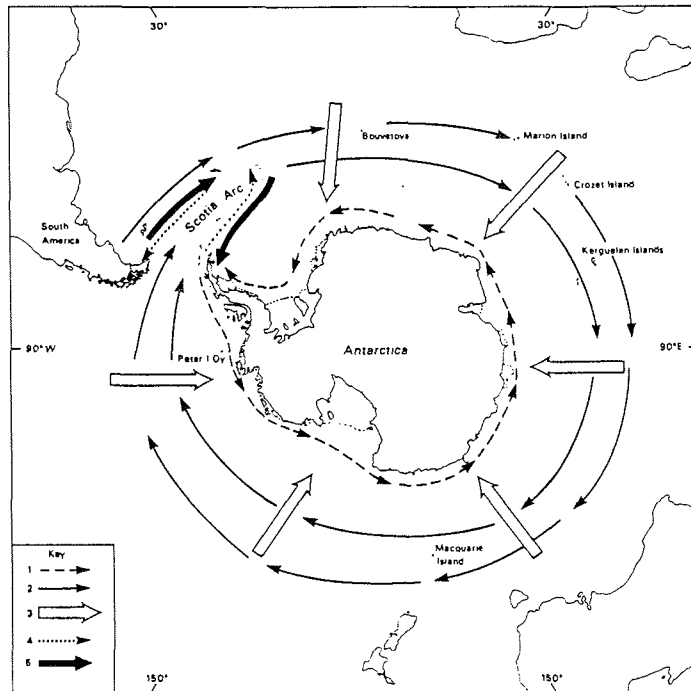 30°
30°
Bouvetøya
Marion Island
Crozet Island
Scotia Arc
South
America
Kerguelen Islands
90°W
Peter I Øy
Antarctica
90°E
Macquarie
Island
Key
1
2
3
4
5
150°
150°